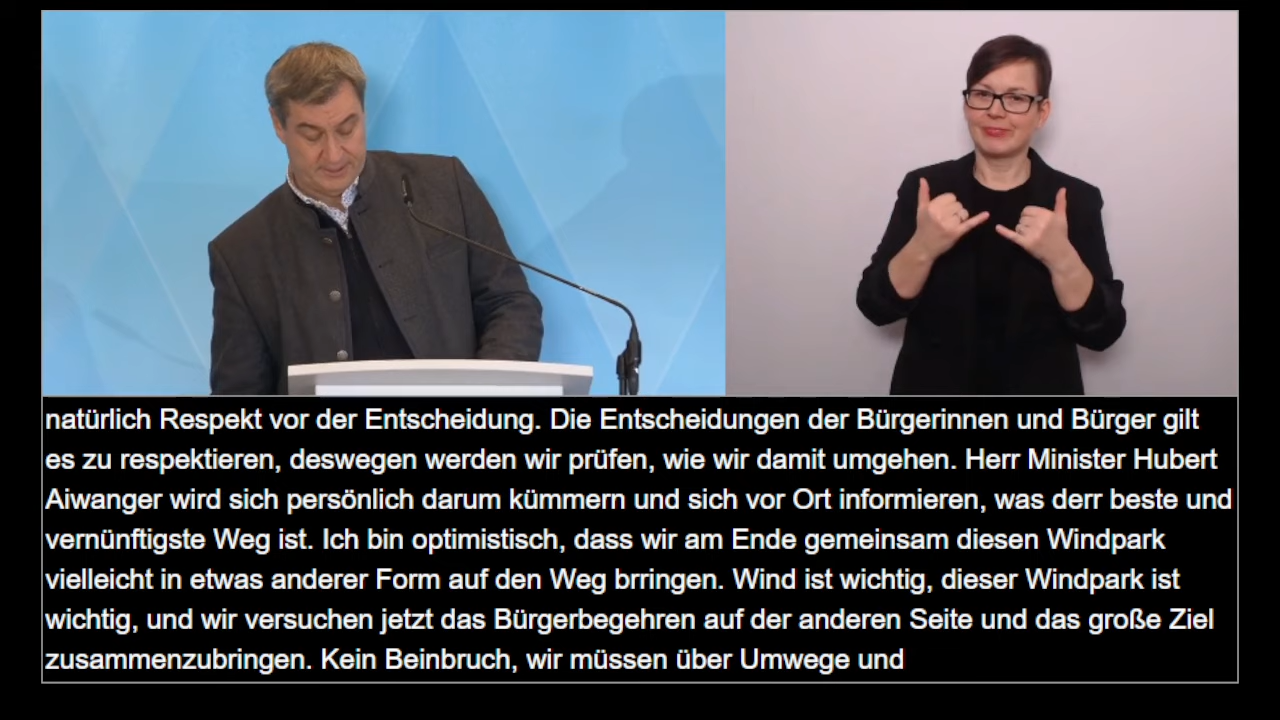 natürlich Respekt vor der Entscheidung. Die Entscheidungen der Bürgerinnen und Bürger gilt
es zu respektieren, deswegen werden wir prüfen, wie wir damit umgehen. Herr Minister Hubert
Aiwanger wird sich persönlich darum kümmern und sich vor Ort informieren, was derr beste und
vernünftigste Weg ist. Ich bin optimistisch, dass wir am Ende gemeinsam diesen Windpark
vielleicht in etwas anderer Form auf den Weg brringen. Wind ist wichtig, dieser Windpark ist
wichtig, und wir versuchen jetzt das Bürgerbegehren auf der anderen Seite und das große Ziel
zusammenzubringen. Kein Beinbruch, wir müssen über Umwege und